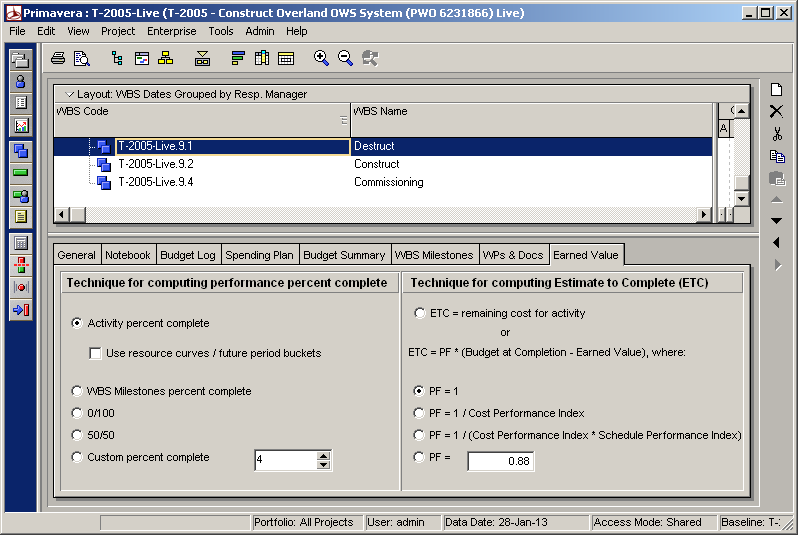 Primavera : T-2005-Live (T-2005 - Construct Overland OWS System (PWO 6231866) Live)
File Edit View Project Enterprise Tools Admin Help
Layout: WBS Dates Grouped by Resp. Manager
WBS Code WBS Name
A
T-2005-Live.9.1 Destruct
T-2005-Live.9.2 Construct
T-2005-Live.9.4 Commissioning
General Notebook Budget Log Spending Plan Budget Summary WBS Milestones WPs & Docs Earned Value
Technique for computing performance percent complete
Activity percent complete
Use resource curves / future period buckets
WBS Milestones percent complete
0/100
50/50
Custom percent complete 4
Technique for computing Estimate to Complete (ETC)
ETC = remaining cost for activity
or
ETC = PF * (Budget at Completion - Earned Value), where:
PF = 1
PF = 1 / Cost Performance Index
PF = 1 / (Cost Performance Index * Schedule Performance Index)
PF = 0.88
Portfolio: All Projects User: admin Data Date: 28-Jan-13 Access Mode: Shared Baseline: T-